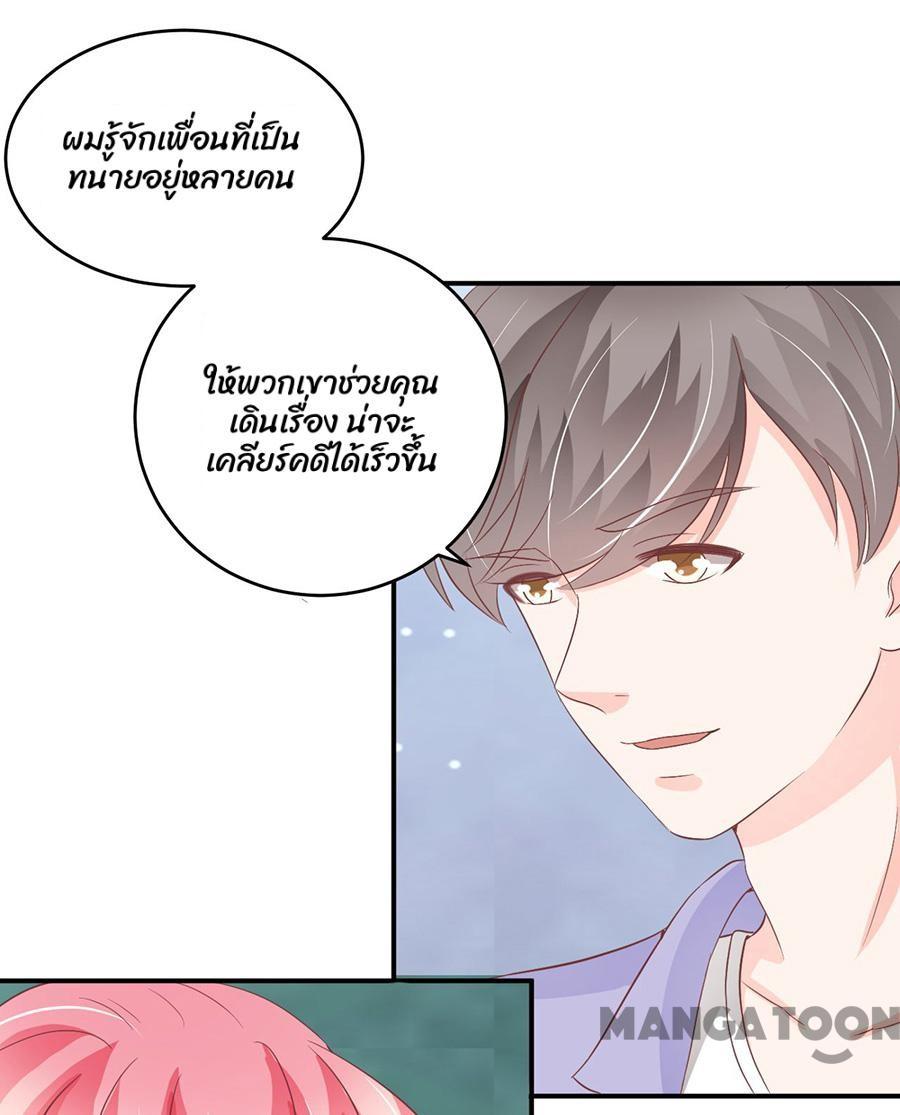 ผมรู้จักเพื่อนที่เป็น
ทนายอยู่หลายคน
ให้พวกเขาช่วยคุณ
เดินเรื่อง น่าจะ
เคลียร์คดีได้เร็วขึ้น
MANGATOON